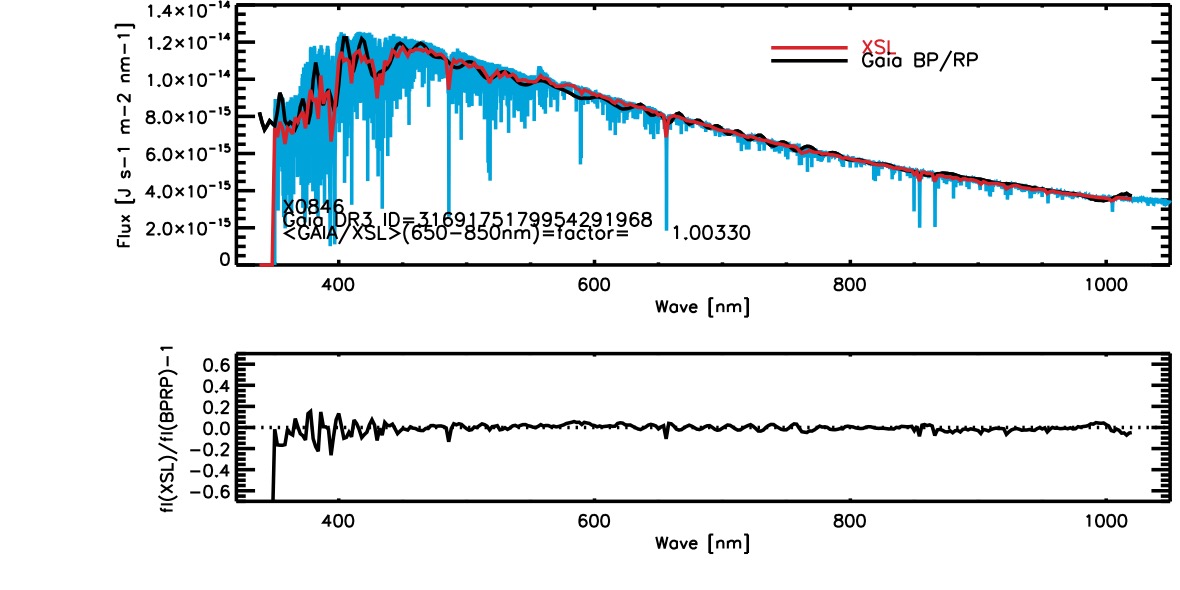 1.4×10−14
1.2×10−14
1.0×10−14
8.0×10−15
6.0×10−15
4.0×10−15
2.0×10−15
0
Flux [J s−1 m−2 nm−1]
XSL
Gaia BP/RP
X0846
Gaia DR3 ID=3169175179954291968
<GAIA/XSL>(650−850nm)=factor= 1.00330
400 600 800 1000
Wave [nm]
0.6
0.4
0.2
0.0
−0.2
−0.4
−0.6
fl(XSL)/fl(BPRP)−1
400 600 800 1000
Wave [nm]